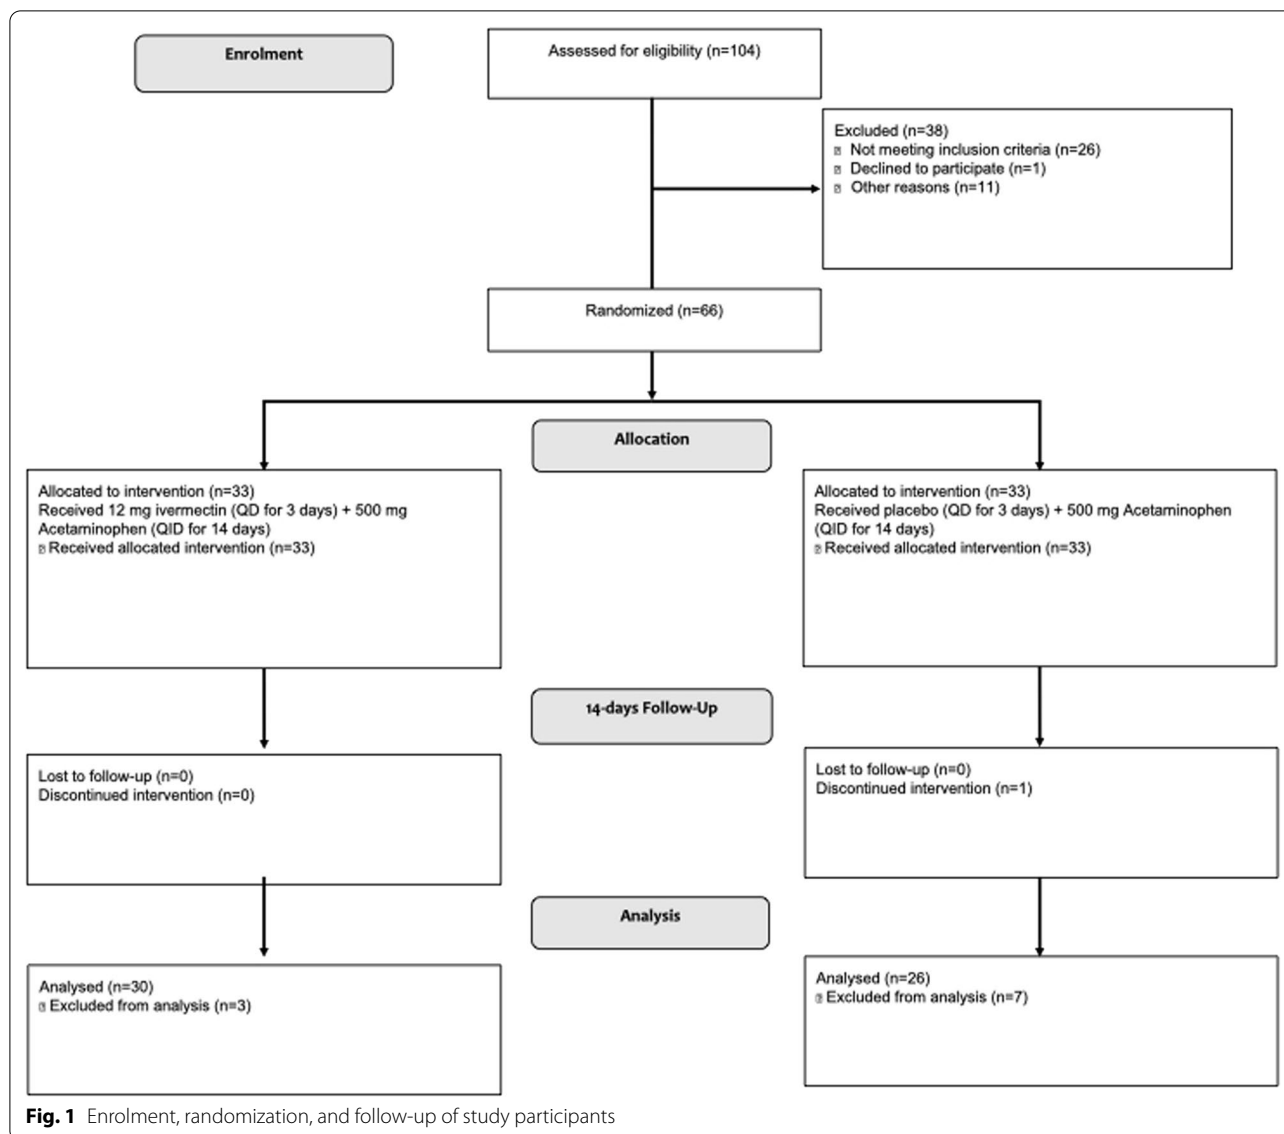 Enrolment
Assessed for eligibility (n=104)
Excluded (n=38)
Not meeting inclusion criteria (n=26)
Declined to participate (n=1)
Other reasons (n=11)
Randomized (n=66)
Allocation
Allocated to intervention (n=33)
Received 12 mg ivermectin (QD for 3 days) + 500 mg
Acetaminophen (QID for 14 days)
Received allocated intervention (n=33)
Allocated to intervention (n=33)
Received placebo (QD for 3 days) + 500 mg Acetaminophen
(QID for 14 days)
Received allocated intervention (n=33)
14-days Follow-Up
Lost to follow-up (n=0)
Discontinued intervention (n=0)
Lost to follow-up (n=0)
Discontinued intervention (n=1)
Analysis
Analysed (n=30)
Excluded from analysis (n=3)
Analysed (n=26)
Excluded from analysis (n=7)
Fig. 1 Enrolment, randomization, and follow-up of study participants